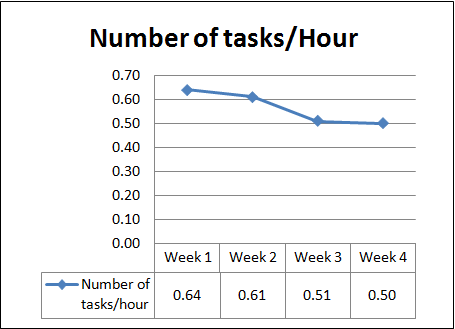 Number of tasks/Hour
0.70
0.60
0.50
0.40
0.30
0.20
0.10
0.00
Week 1 Week 2 Week 3 Week 4
Number of
tasks/hour 0.64 0.61 0.51 0.50